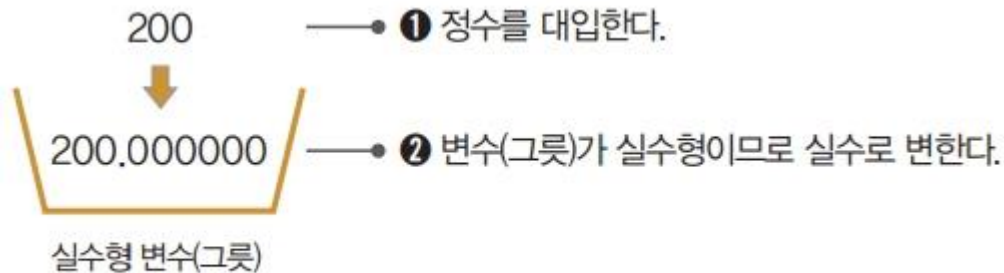 200 ❶ 정수를 대입한다.
200.000000 ❷ 변수(그릇)가 실수형이므로 실수로 변한다.
실수형 변수(그릇)